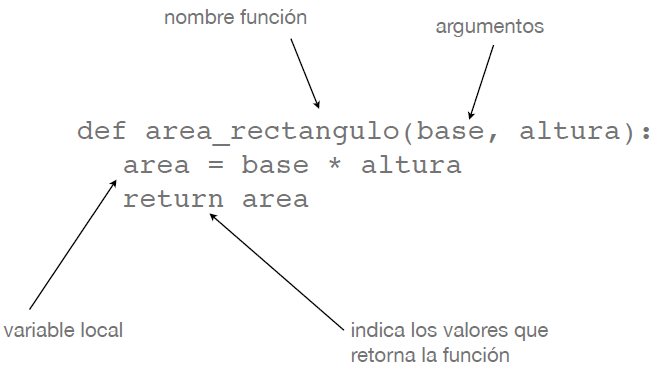 nombre función
argumentos
def area_rectangulo(base, altura):
area = base * altura
return area
variable local
indica los valores que
retorna la función